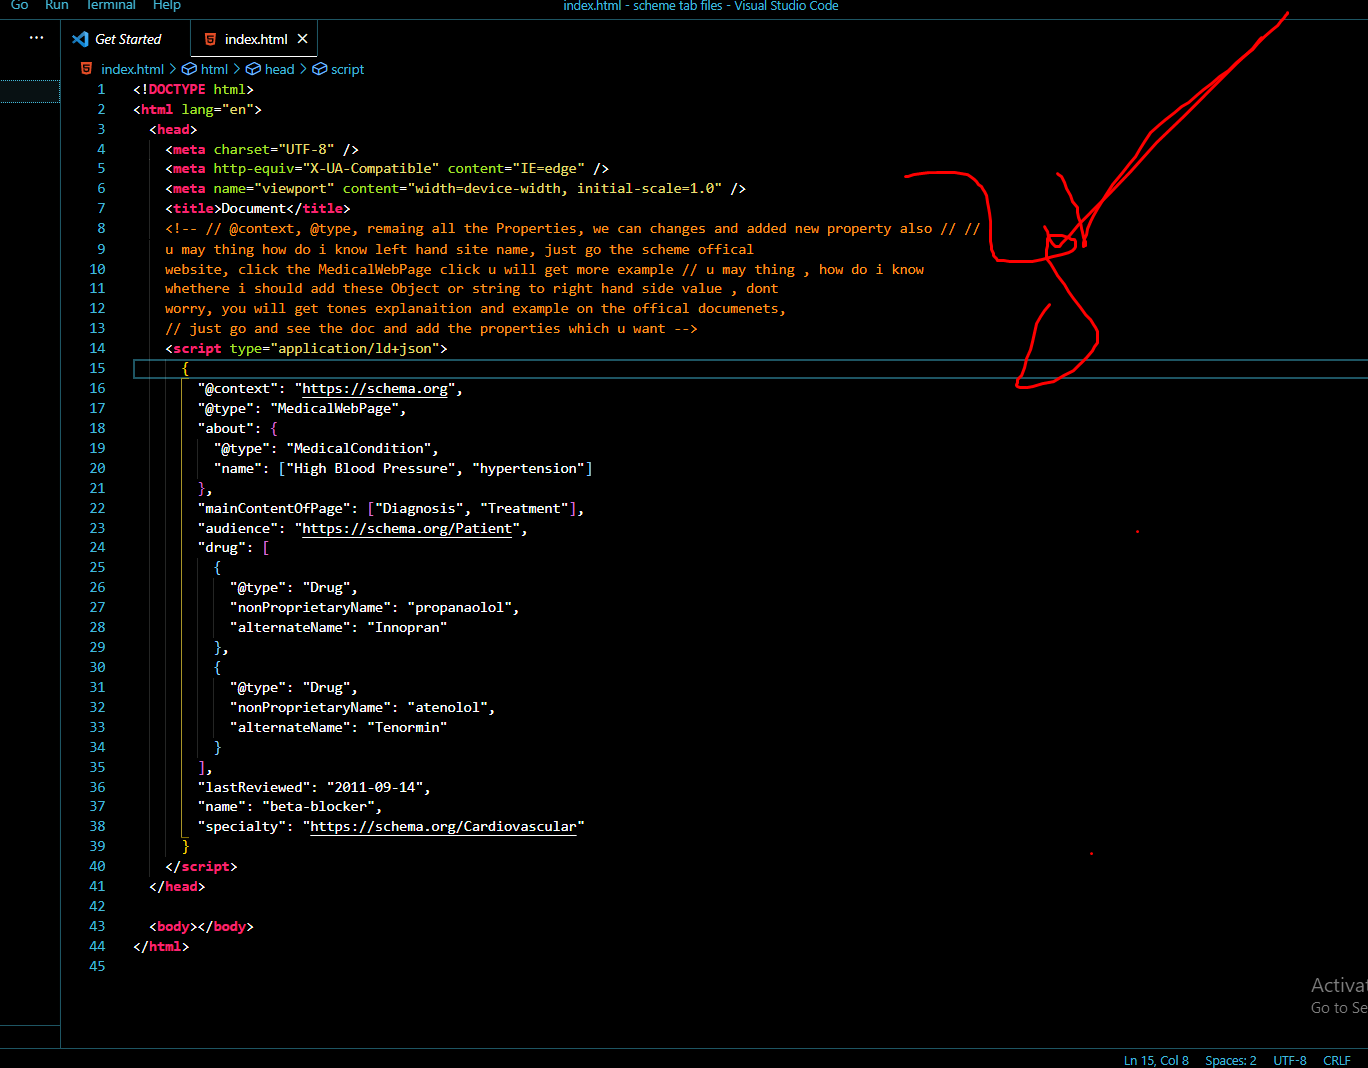 Go Run Terminal Help index.html - scheme tab files - Visual Studio Code
... Get Started index.html ×
index.html > html > head > script
1 <!DOCTYPE html>
2 <html lang="en">
3 <head>
4 <meta charset="UTF-8" />
5 <meta http-equiv="X-UA-Compatible" content="IE=edge" />
6 <meta name="viewport" content="width=device-width, initial-scale=1.0" />
7 <title>Document</title>
8 <!-- // @context, @type, remaing all the Properties, we can changes and added new property also // //
9 u may thing how do i know left hand site name, just go the scheme offical
10 website, click the MedicalWebPage click u will get more example // u may thing , how do i know
11 whethere i should add these Object or string to right hand side value , dont
12 worry, you will get tones explanaition and example on the offical documenets,
13 // just go and see the doc and add the properties which u want -->
14 <script type="application/ld+json">
15 {
16 "@context": "https://schema.org",
17 "@type": "MedicalWebPage",
18 "about": {
19 "@type": "MedicalCondition",
20 "name": ["High Blood Pressure", "hypertension"]
21 },
22 "mainContentOfPage": ["Diagnosis", "Treatment"],
23 "audience": "https://schema.org/Patient",
24 "drug": [
25 {
26 "@type": "Drug",
27 "nonProprietaryName": "propanaolol",
28 "alternateName": "Innopran"
29 },
30 {
31 "@type": "Drug",
32 "nonProprietaryName": "atenolol",
33 "alternateName": "Tenormin"
34 }
35 ],
36 "lastReviewed": "2011-09-14",
37 "name": "beta-blocker",
38 "specialty": "https://schema.org/Cardiovascular"
39 }
40 </script>
41 </head>
42
43 <body></body>
44 </html>
45
Activat
Go to Se
Ln 15, Col 8 Spaces: 2 UTF-8 CRLF